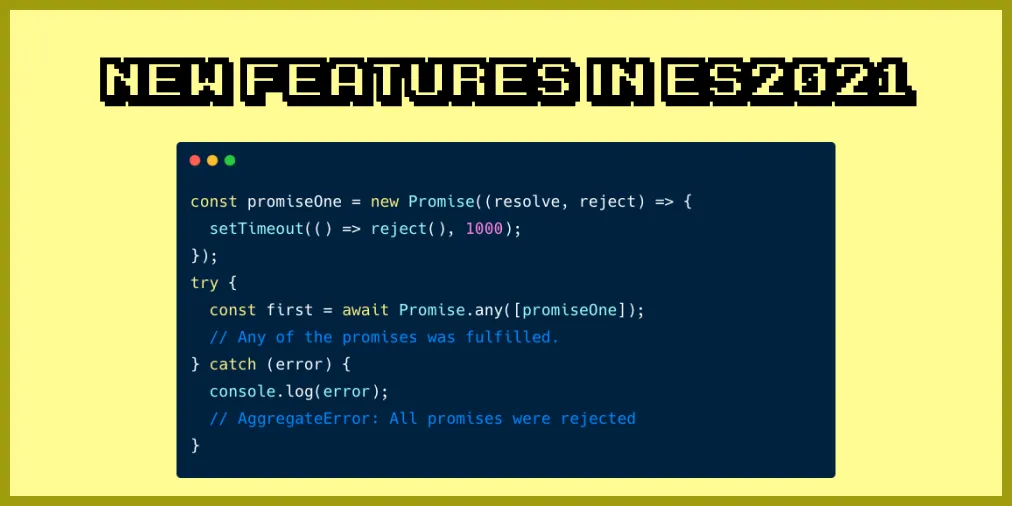 NEW FEATURES IN ES2021
const promiseOne = new Promise((resolve, reject) => {
  setTimeout(() => reject(), 1000);
});
try {
  const first = await Promise.any([promiseOne]);
  // Any of the promises was fulfilled.
} catch (error) {
  console.log(error);
  // AggregateError: All promises were rejected
}